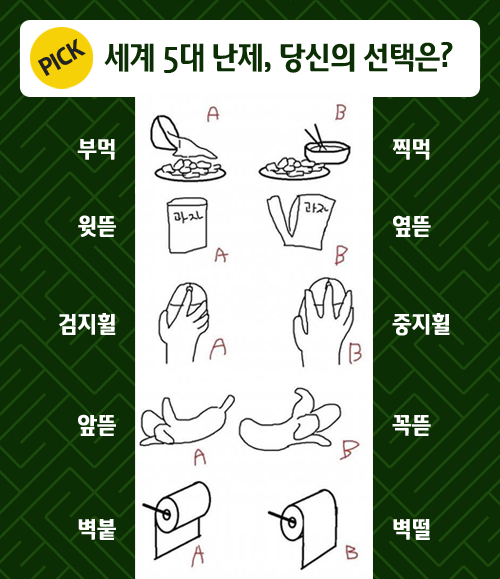 PICK 세계 5대 난제, 당신의 선택은?
A B
부먹 찍먹
과자 과자
윗뜯 옆뜯
A B
검지휠 중지휠
A B
앞뜯 꼭뜯
A B
벽붙 벽떨
A B